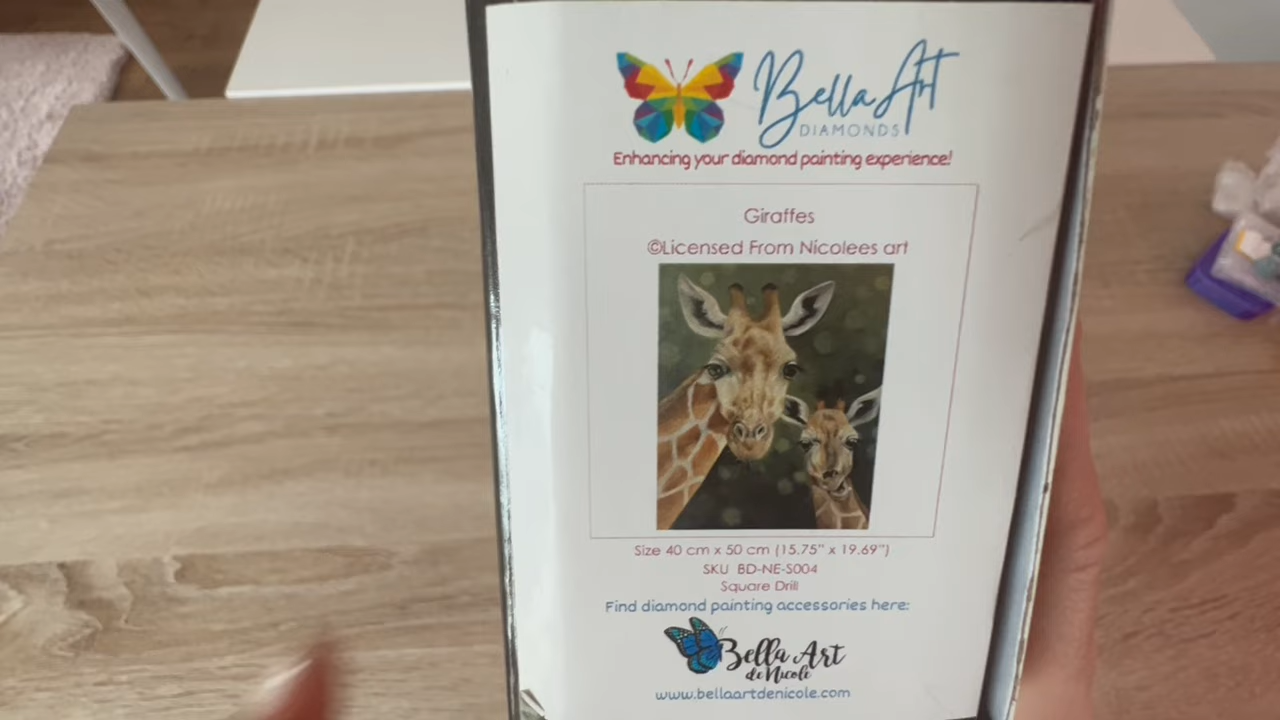 Bella Art
DIAMONDS
Enhancing your diamond painting experience!
Giraffes
©Licensed From Nicolees art
Size 40 cm x 50 cm (15.75" x 19.69")
SKU BD-NE-S004
Square Drill
Find diamond painting accessories here:
Bella Art
de Nicole
www.bellaartdenicole.com